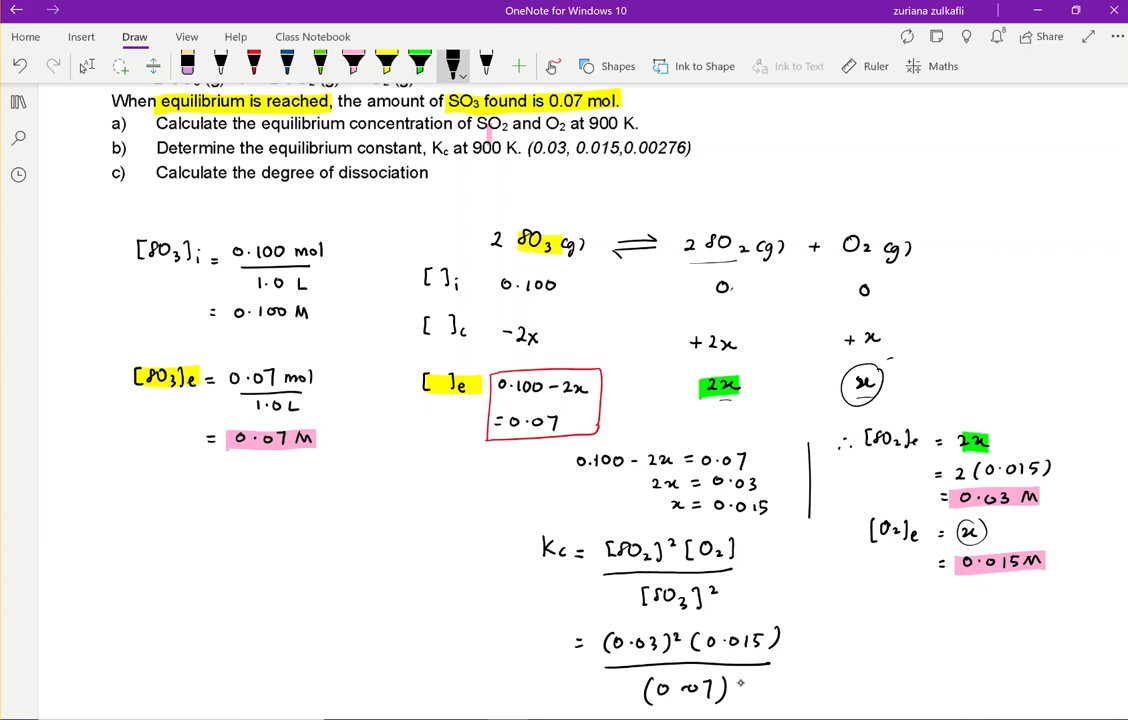 OneNote for Windows 10
zuriana zulkafli
Home Insert Draw View Help Class Notebook
8
Share
Shapes Ink to Shape Ink to Text Ruler Maths
When equilibrium is reached, the amount of SO₃ found is 0.07 mol.
a) Calculate the equilibrium concentration of SO₂ and O₂ at 900 K.
b) Determine the equilibrium constant, Kc at 900 K. (0.03, 0.015,0.00276)
c) Calculate the degree of dissociation
2 SO₃ (g) ⇌ 2 SO₂ (g) + O₂ (g)
[SO₃]i = 0.100 mol / 1.0 L
= 0.100 M
[ ]i 0.100 0 0
[ ]c -2x +2x +x
[SO₃]e = 0.07 mol / 1.0 L
= 0.07 M
[ ]e 0.100 - 2x 2x x
= 0.07
0.100 - 2x = 0.07
2x = 0.03
x = 0.015
∴ [SO₂]e = 2x
= 2 (0.015)
= 0.03 M
[O₂]e = x
= 0.015 M
Kc = [SO₂]² [O₂]
[SO₃]²
= (0.03)² (0.015)
(0.07)